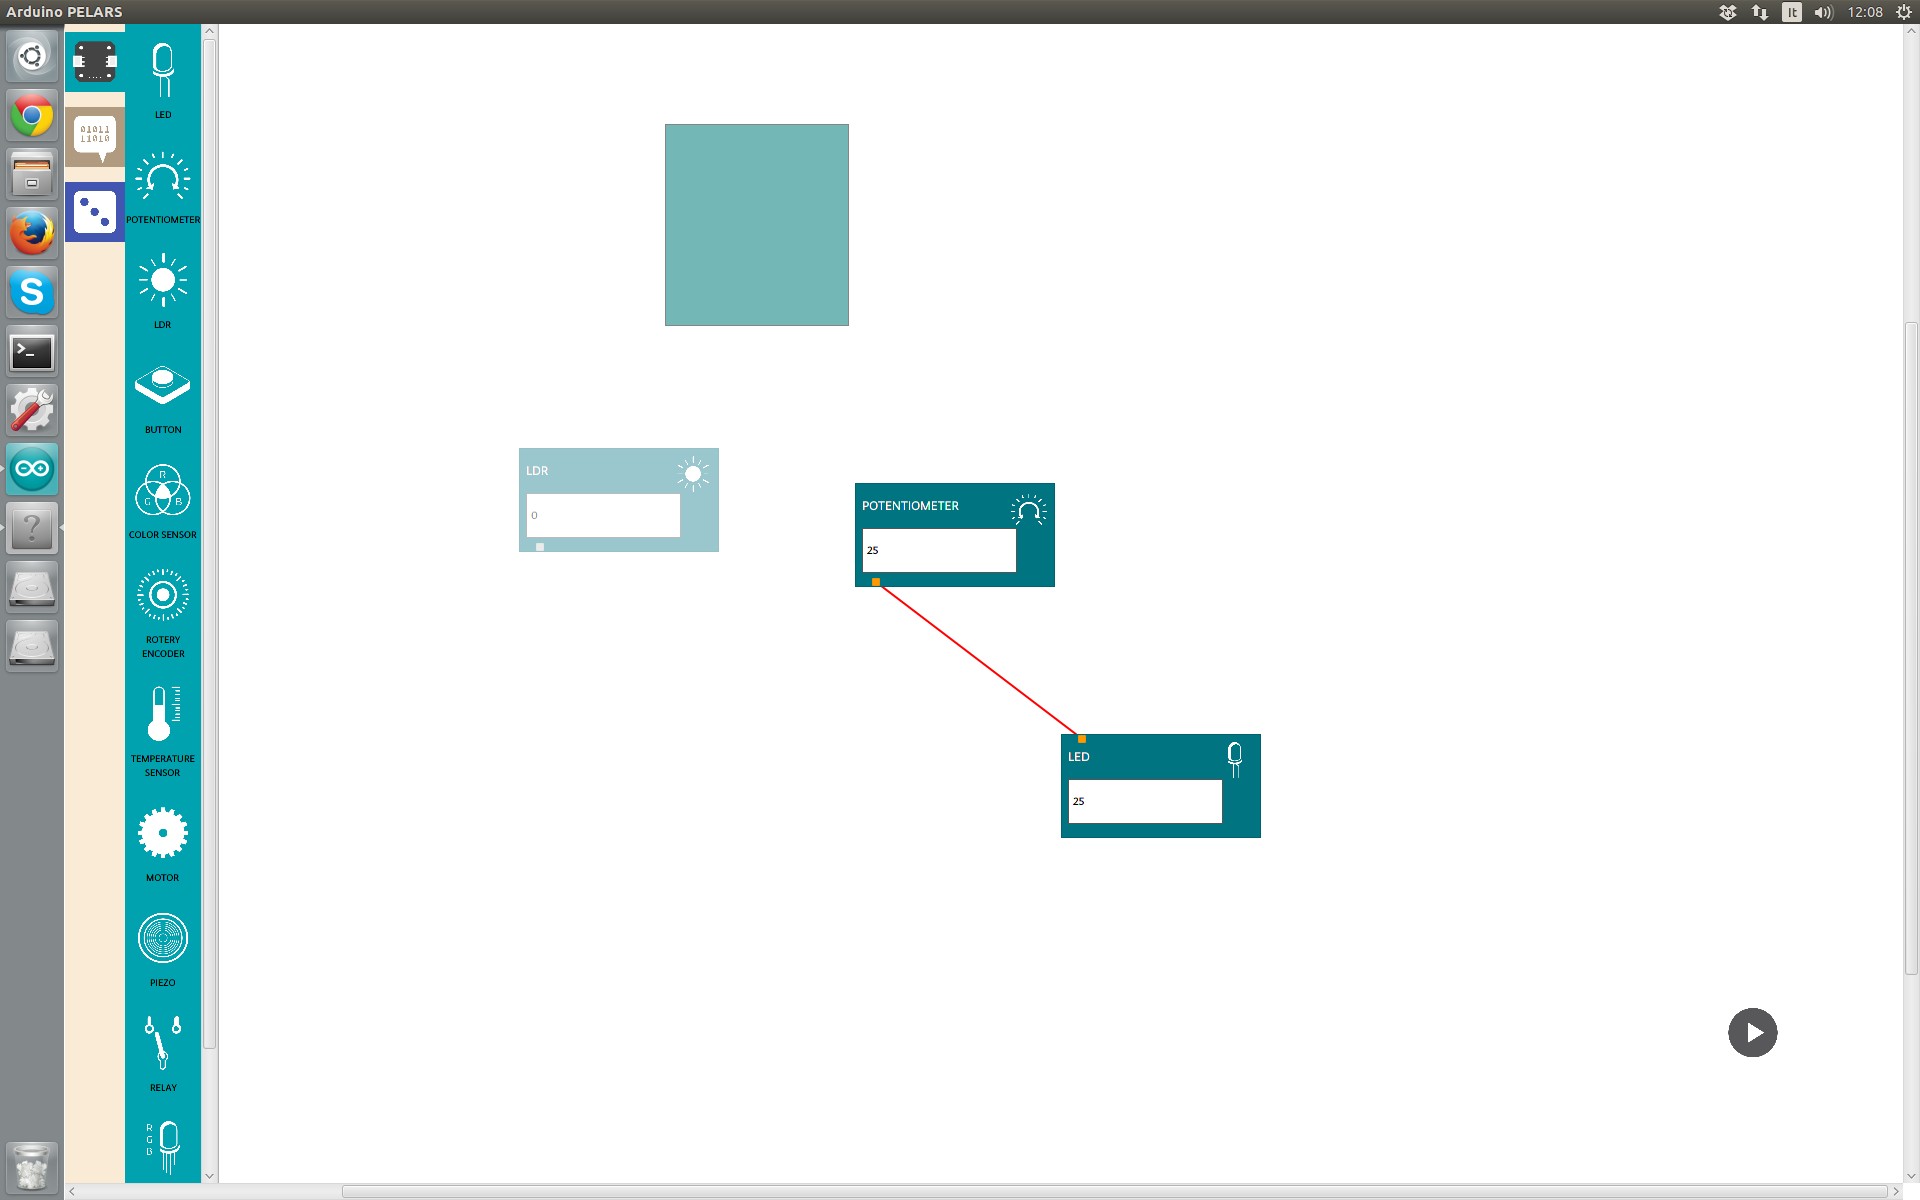 Arduino PELARS
It
12:08
01011
11010
LED
POTENTIOMETER
LDR
BUTTON
R
G B
COLOR SENSOR
ROTERY
ENCODER
TEMPERATURE
SENSOR
MOTOR
PIEZO
RELAY
R
G
B
S
>_
?
LDR
0
POTENTIOMETER
25
LED
25